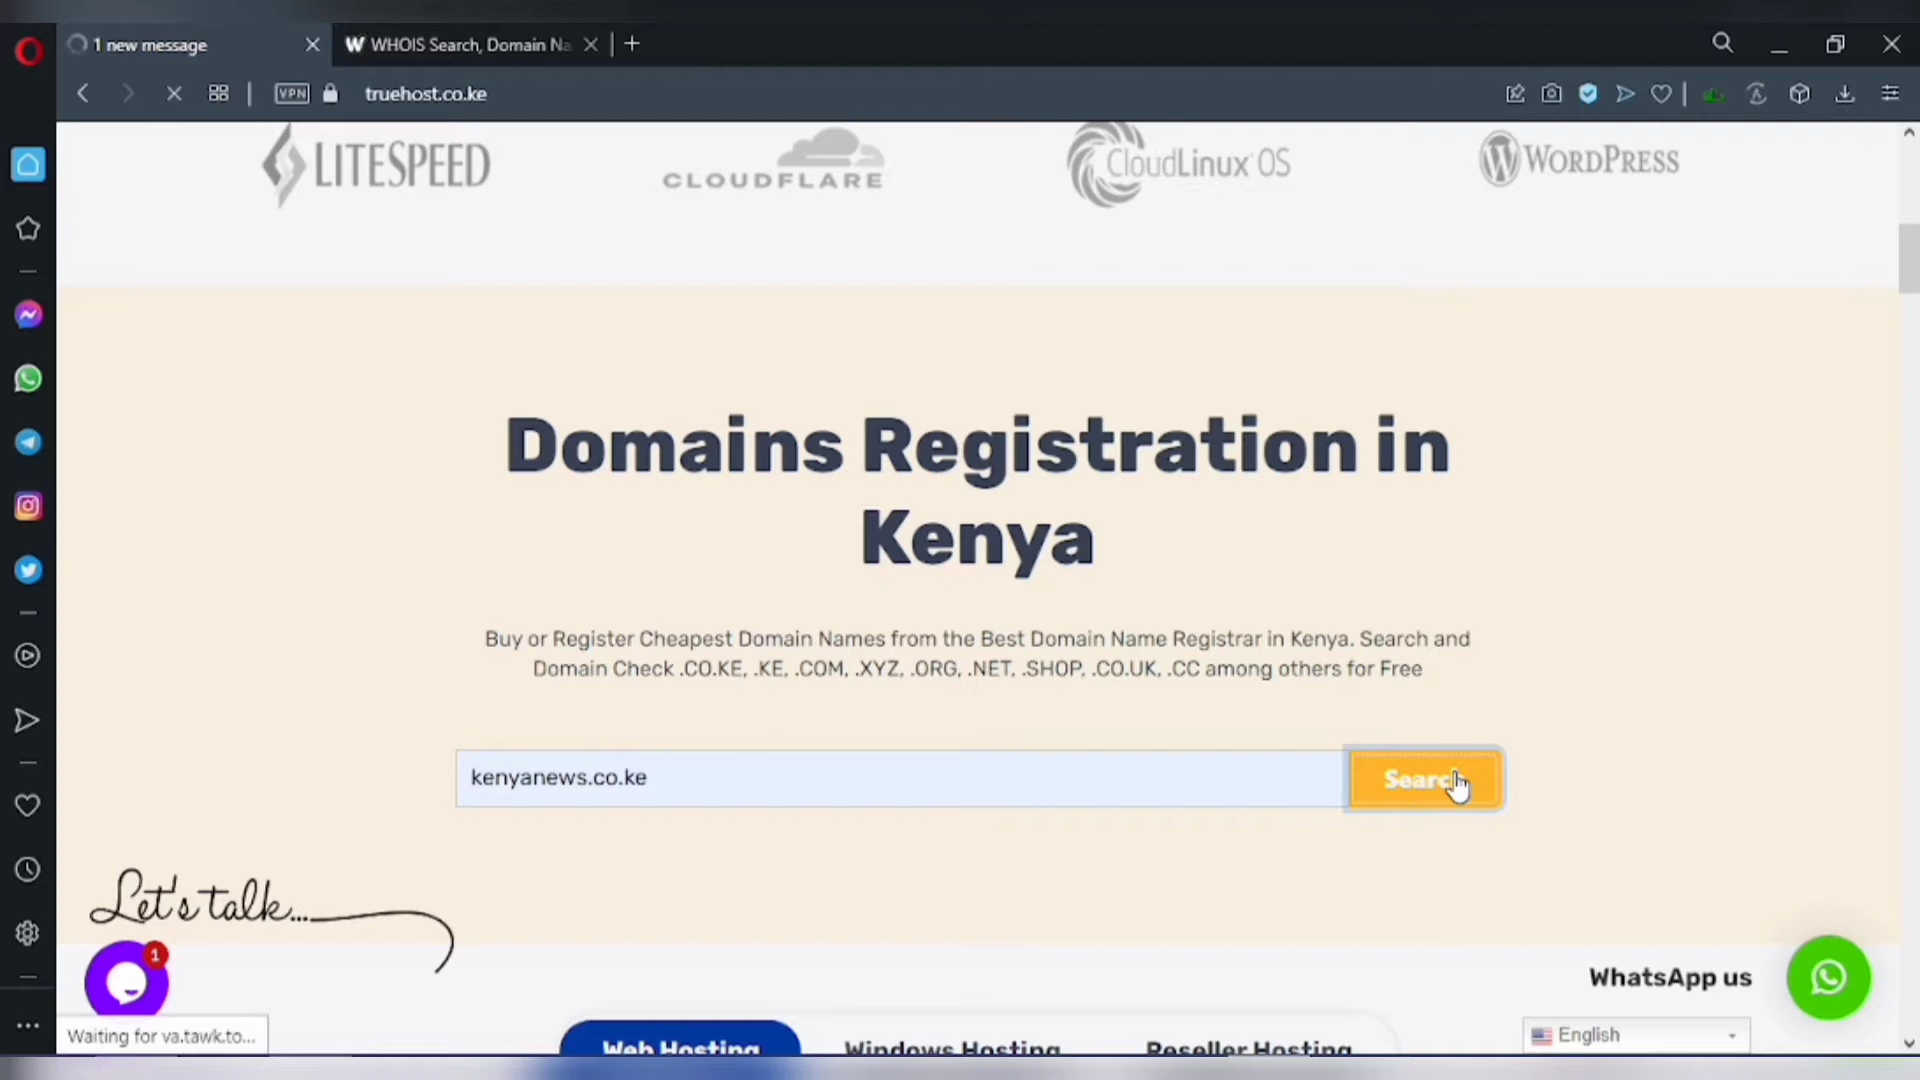 1 new message
WHOIS Search, Domain Na
VPN
truehost.co.ke
LITESPEED
CLOUDFLARE
CloudLinux OS
WORDPRESS
Domains Registration in
Kenya
Buy or Register Cheapest Domain Names from the Best Domain Name Registrar in Kenya. Search and
Domain Check .CO.KE, .KE, .COM, .XYZ, .ORG, .NET, .SHOP, .CO.UK, .CC among others for Free
kenyanews.co.ke
Search
Let's talk...
1
WhatsApp us
Waiting for va.tawk.to...
English
Web Hosting
Windows Hosting
Reseller Hosting